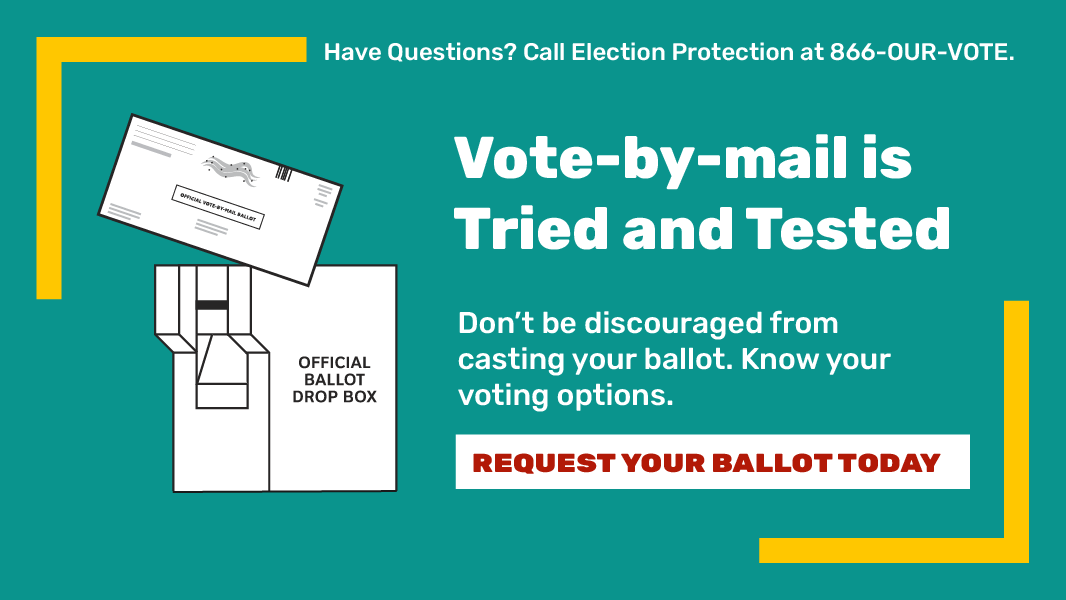 Have Questions? Call Election Protection at 866-OUR-VOTE.
OFFICIAL VOTE-BY-MAIL BALLOT
Vote-by-mail is
Tried and Tested
Don’t be discouraged from
casting your ballot. Know your
voting options.
OFFICIAL
BALLOT
DROP BOX
REQUEST YOUR BALLOT TODAY